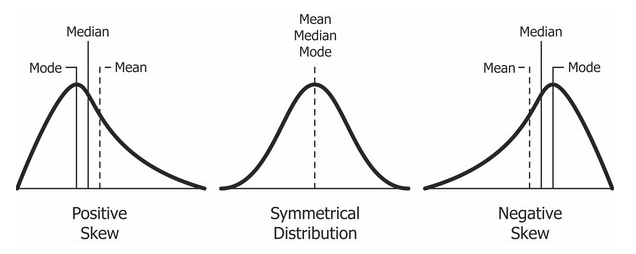 Median
Mode
Mean
Positive
Skew
Mean
Median
Mode
Symmetrical
Distribution
Median
Mean
Mode
Negative
Skew